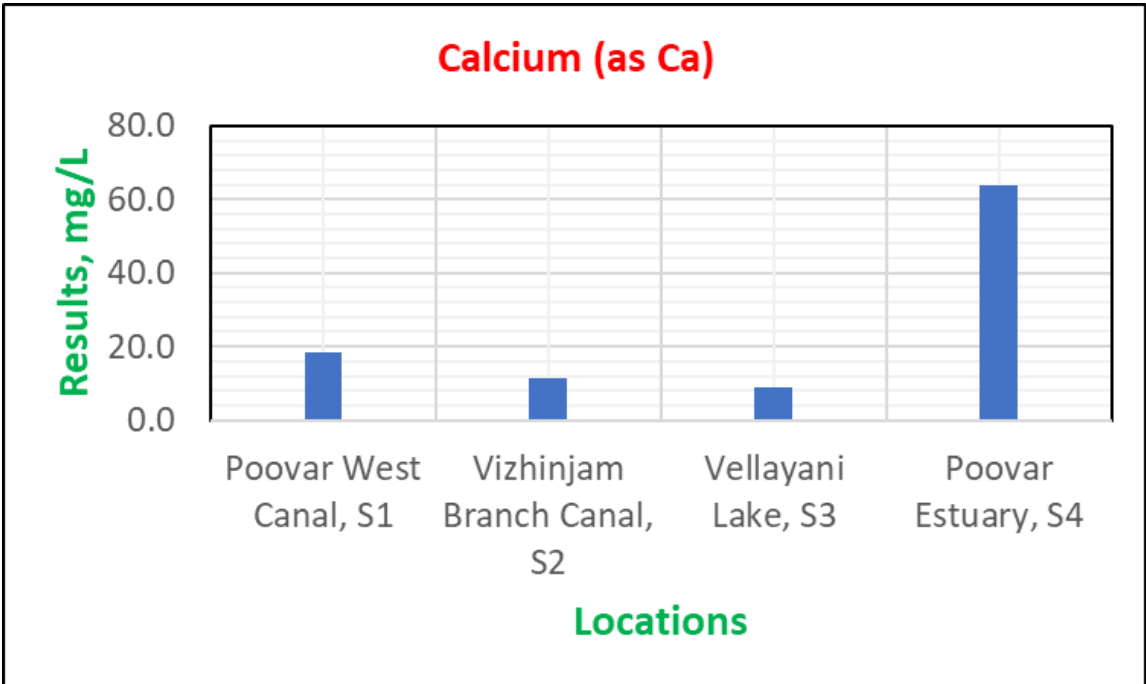 Calcium (as Ca)
Results, mg/L
80.0
60.0
40.0
20.0
0.0
Poovar West
Canal, S1
Vizhinjam
Branch Canal,
S2
Vellayani
Lake, S3
Poovar
Estuary, S4
Locations